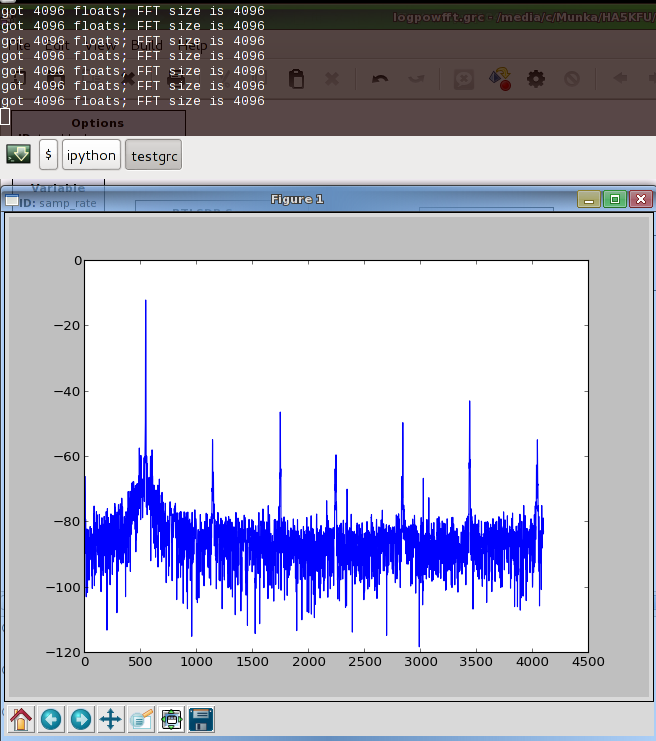 got 4096 floats; FFT size is 4096
logpowfft.grc - /media/c/Munka/HA5KFU/
got 4096 floats; FFT size is 4096
got 4096 floats; FFT size is 4096
Help
got 4096 floats; FFT size is 4096
got 4096 floats; FFT size is 4096
got 4096 floats; FFT size is 4096
got 4096 floats; FFT size is 4096
Options
$
ipython
testgrc
Variable
ID: samp_rate
Figure 1
0
−20
−40
−60
−80
−100
−120
0 500 1000 1500 2000 2500 3000 3500 4000 4500